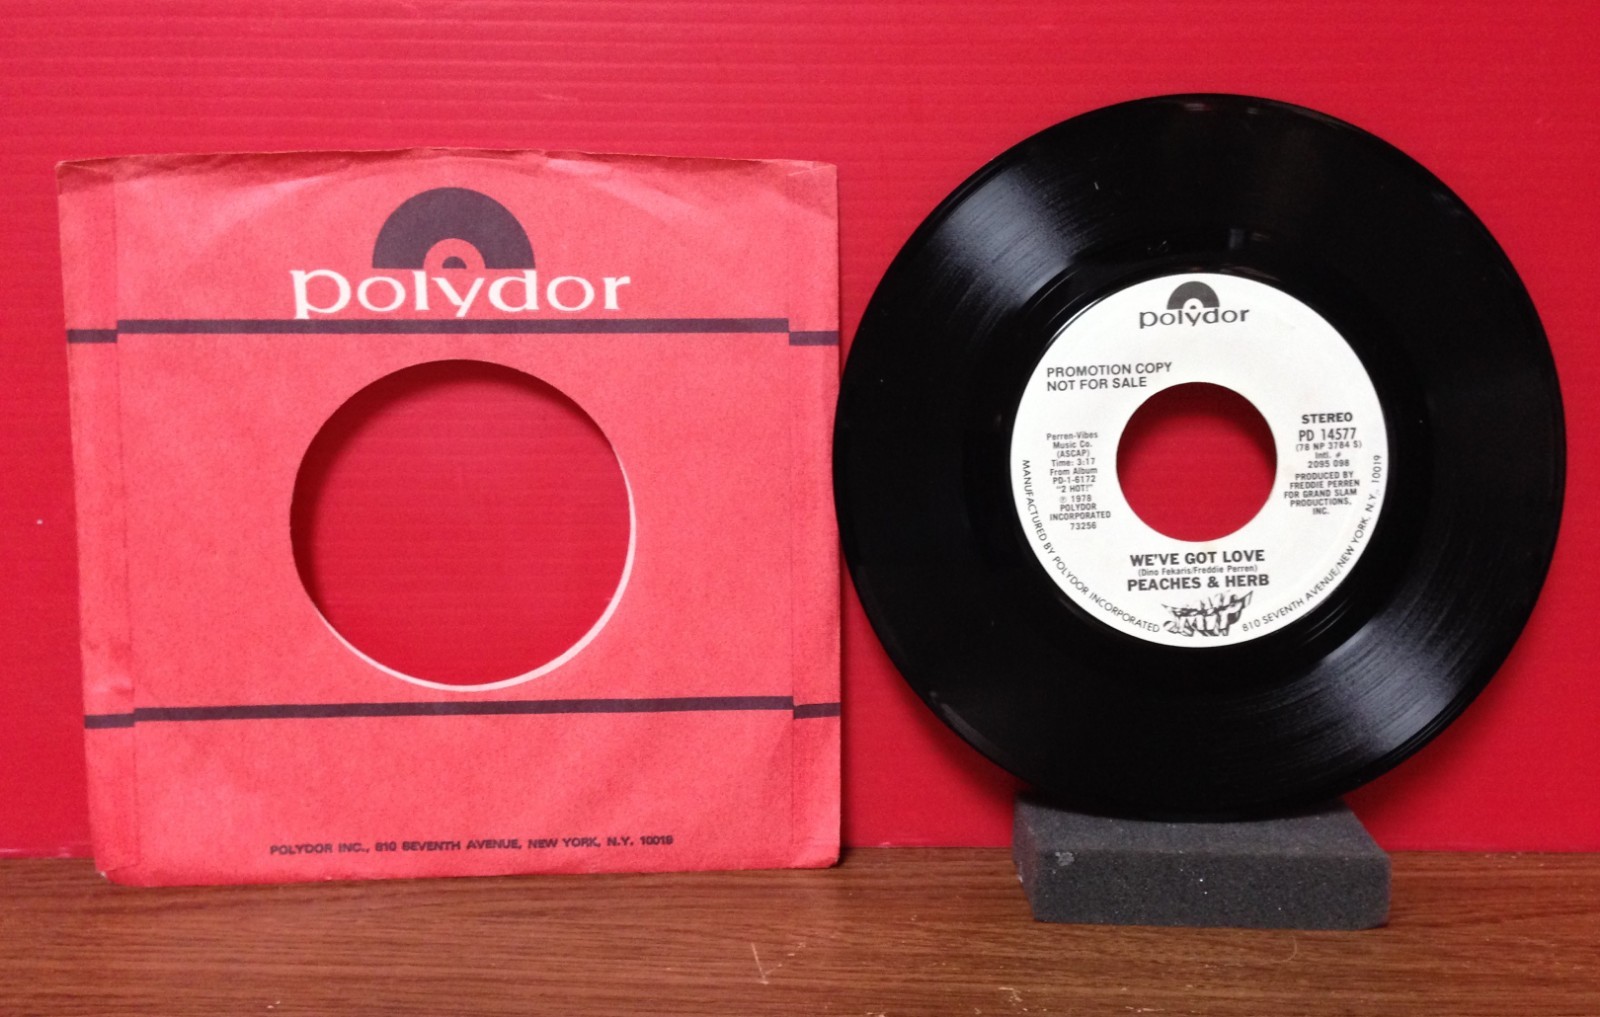 polydor
POLYDOR INC., 810 SEVENTH AVENUE, NEW YORK, N.Y. 10019
polydor
PROMOTION COPY
NOT FOR SALE
Perren-Vibes
Music Co.
(ASCAP)
Time: 3:17
From Album
PD-1-6172
"2 HOT!"
℗ 1978
POLYDOR
INCORPORATED
73256
STEREO
PD 14577
(78 NP 3784 S)
Intl. #
2095 098
PRODUCED BY
FREDDIE PERREN
FOR GRAND SLAM
PRODUCTIONS,
INC.
WE'VE GOT LOVE
(Dino Fekaris/Freddie Perren)
PEACHES & HERB
MANUFACTURED BY POLYDOR INCORPORATED 810 SEVENTH AVENUE/NEW YORK, N.Y. 10019